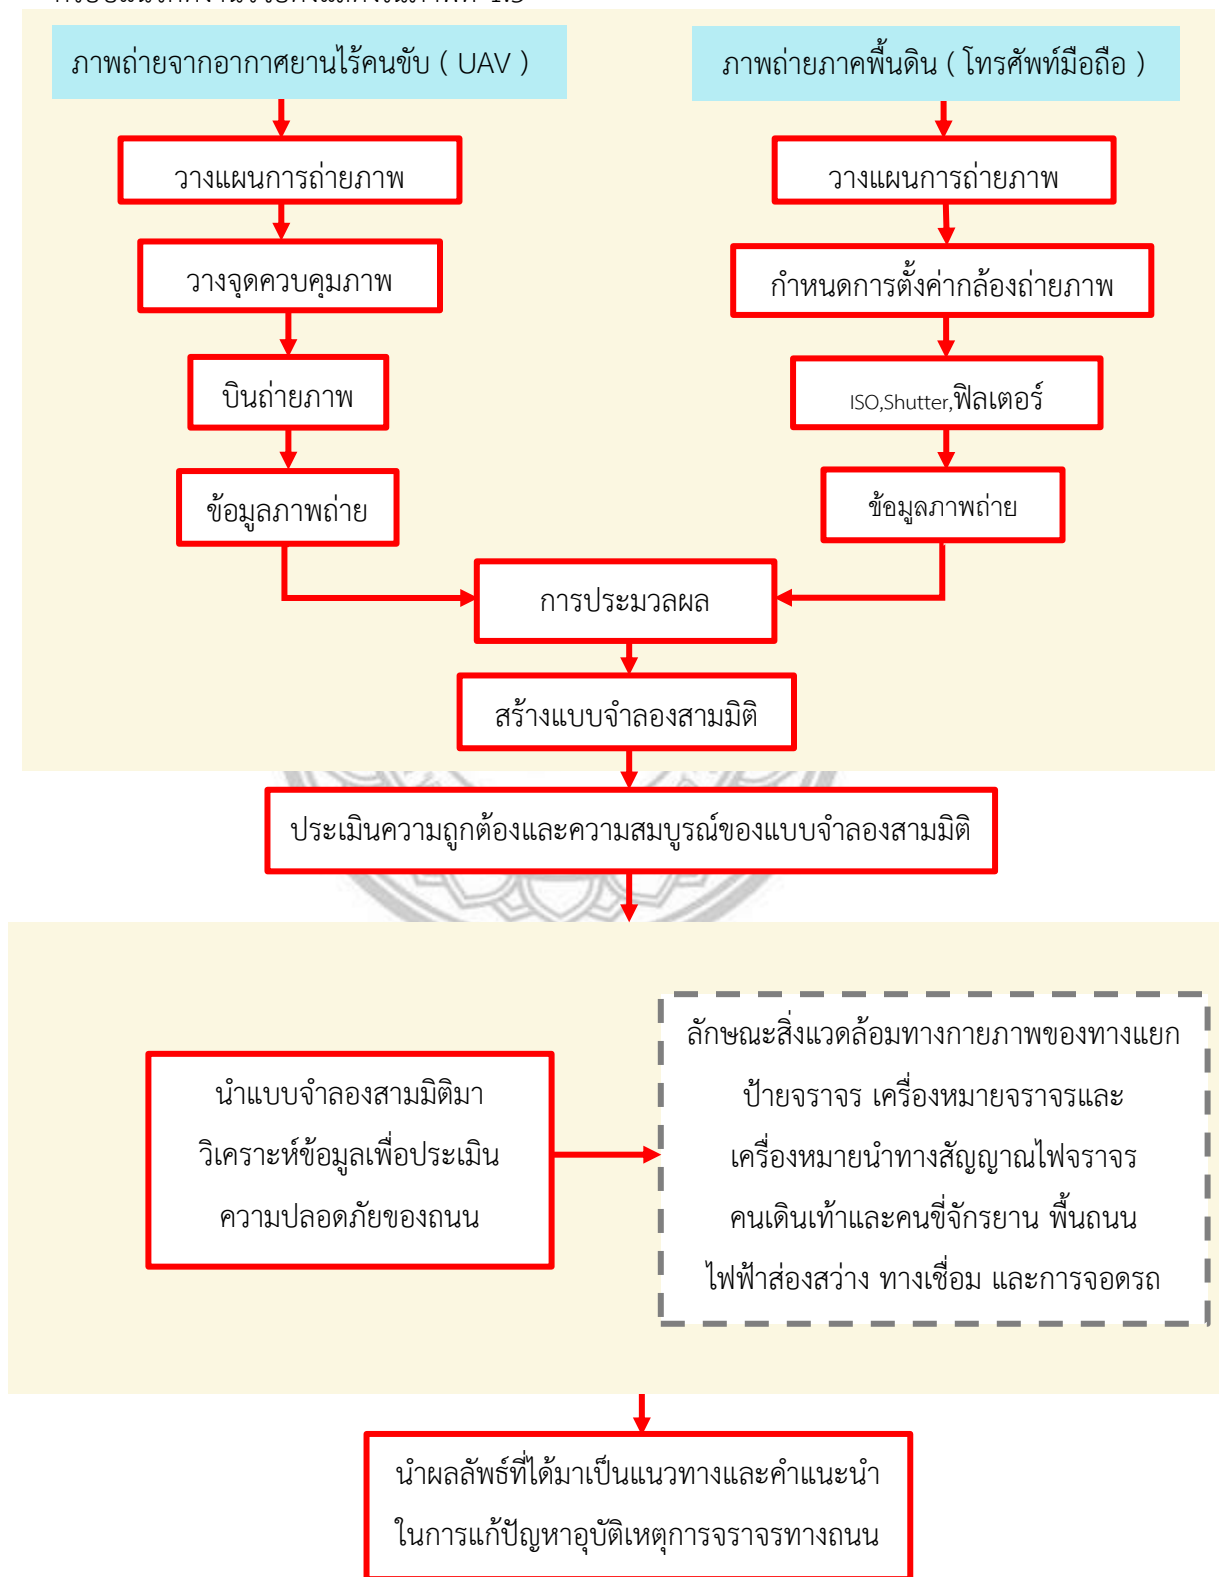 ภาพถ่ายจากอากาศยานไร้คนขับ ( UAV )
ภาพถ่ายภาคพื้นดิน ( โทรศัพท์มือถือ )
วางแผนการถ่ายภาพ
วางแผนการถ่ายภาพ
วางจุดควบคุมภาพ
กำหนดการตั้งค่ากล้องถ่ายภาพ
บินถ่ายภาพ
ISO,Shutter,ฟิลเตอร์
ข้อมูลภาพถ่าย
ข้อมูลภาพถ่าย
การประมวลผล
สร้างแบบจำลองสามมิติ
ประเมินความถูกต้องและความสมบูรณ์ของแบบจำลองสามมิติ
นำแบบจำลองสามมิติมา
วิเคราะห์ข้อมูลเพื่อประเมิน
ความปลอดภัยของถนน
ลักษณะสิ่งแวดล้อมทางกายภาพของทางแยก
ป้ายจราจร เครื่องหมายจราจรและ
เครื่องหมายนำทางสัญญาณไฟจราจร
คนเดินเท้าและคนขี่จักรยาน พื้นถนน
ไฟฟ้าส่องสว่าง ทางเชื่อม และการจอดรถ
นำผลลัพธ์ที่ได้มาเป็นแนวทางและคำแนะนำ
ในการแก้ปัญหาอุบัติเหตุการจราจรทางถนน